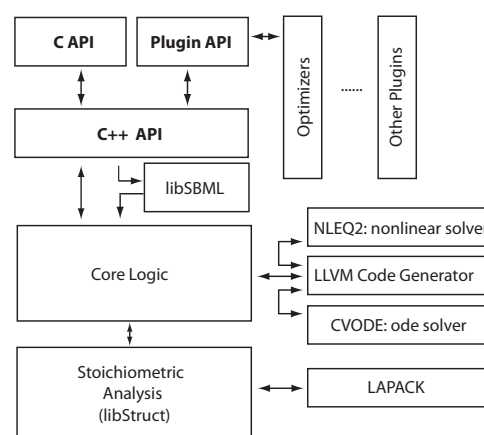 C API
Plugin API
Optimizers
......
Other Plugins
C++ API
libSBML
Core Logic
NLEQ2: nonlinear solver
LLVM Code Generator
CVODE: ode solver
Stoichiometric
Analysis
(libStruct)
LAPACK